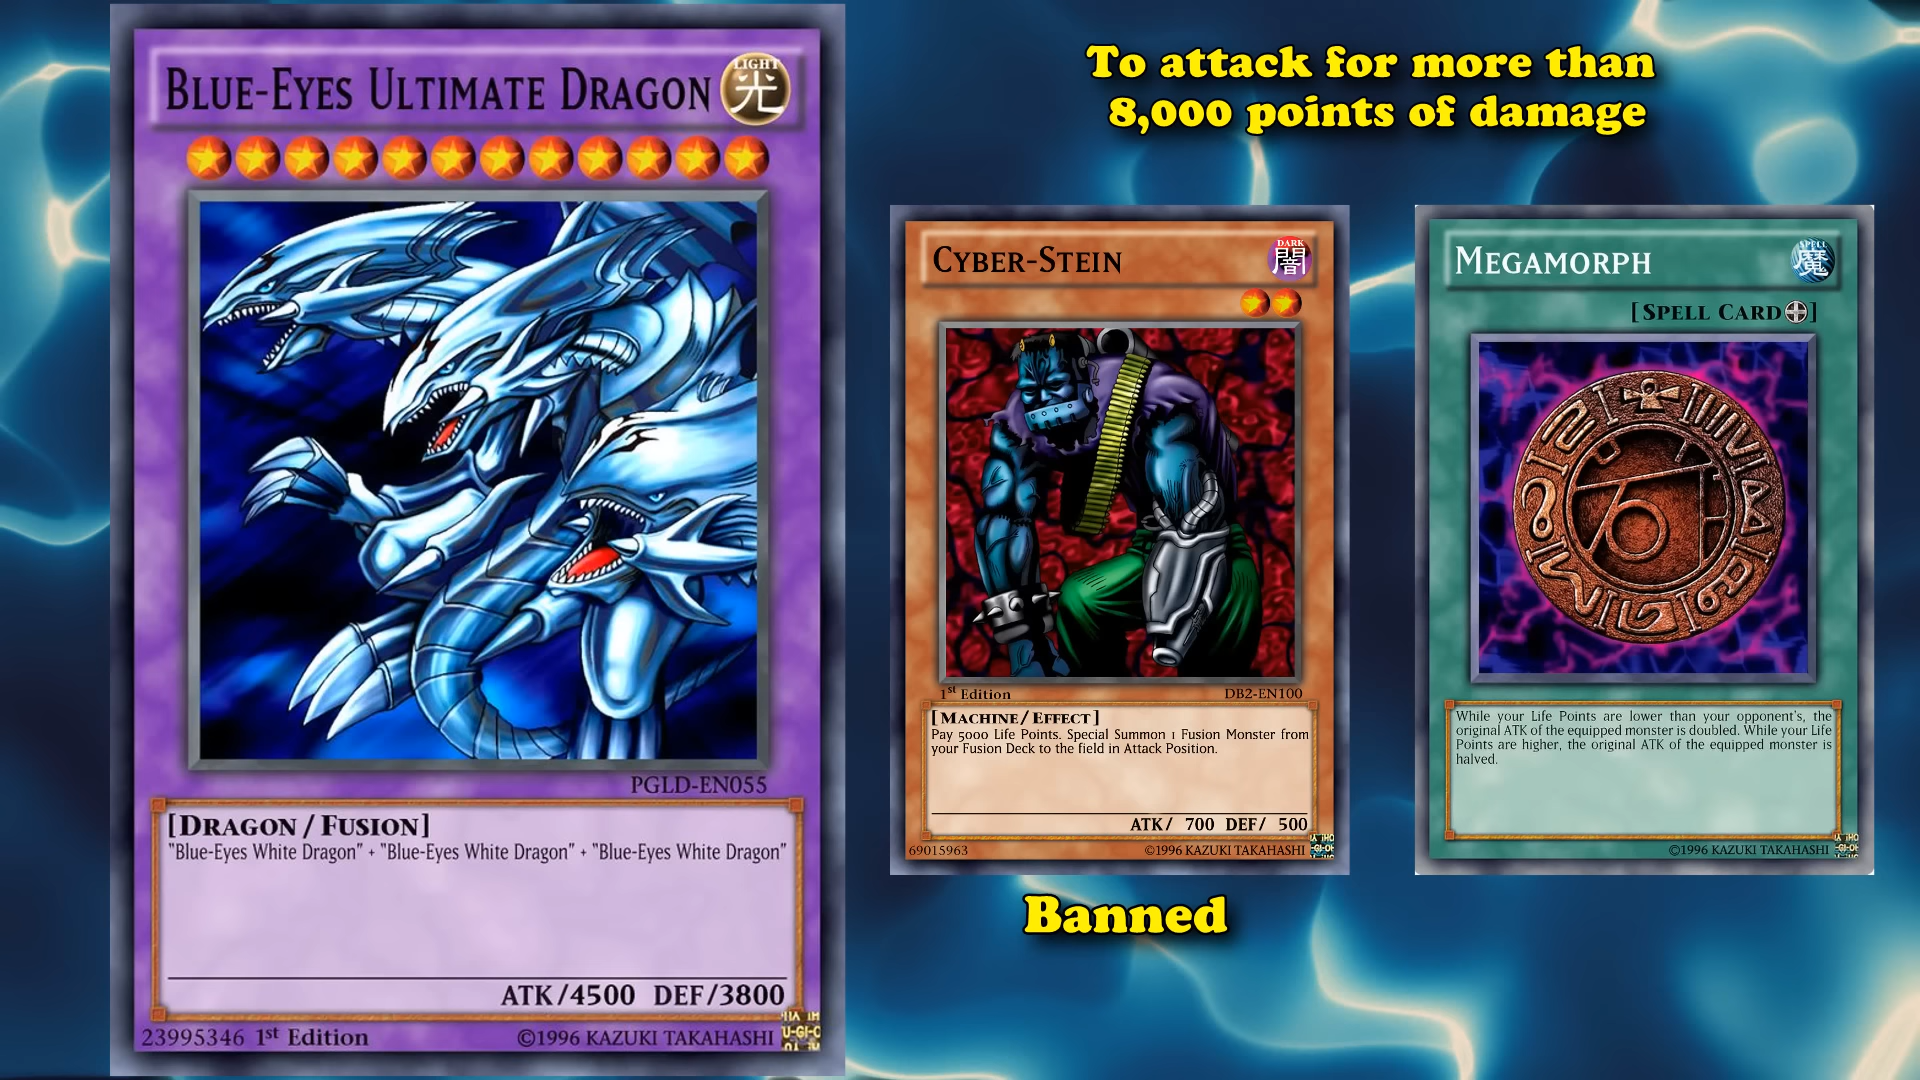 BLUE-EYES ULTIMATE DRAGON
LIGHT
光
PGLD-EN055
[DRAGON / FUSION]
"Blue-Eyes White Dragon" + "Blue-Eyes White Dragon" + "Blue-Eyes White Dragon"
ATK/4500 DEF/3800
23995346 1st Edition
©1996 KAZUKI TAKAHASHI
To attack for more than
8,000 points of damage
CYBER-STEIN
DARK
闇
1st Edition
DB2-EN100
[MACHINE / EFFECT]
Pay 5000 Life Points. Special Summon 1 Fusion Monster from
your Fusion Deck to the field in Attack Position.
ATK/ 700 DEF/ 500
69015963
©1996 KAZUKI TAKAHASHI
Banned
MEGAMORPH
SPELL
魔
[SPELL CARD]
While your Life Points are lower than your opponent's, the
original ATK of the equipped monster is doubled. While your Life
Points are higher, the original ATK of the equipped monster is
halved.
©1996 KAZUKI TAKAHASHI